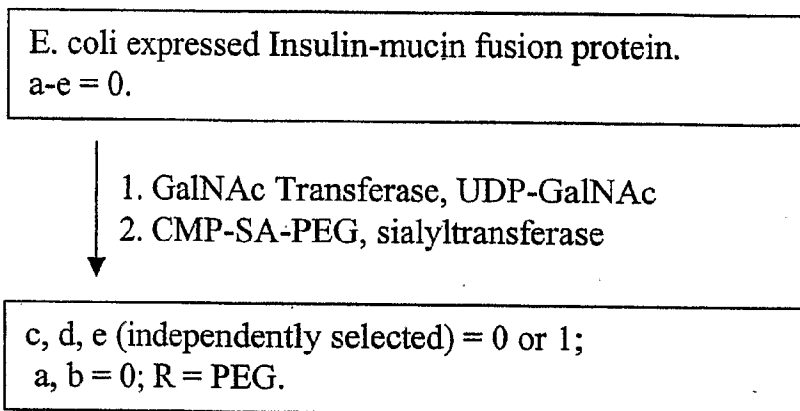 E. coli expressed Insulin-mucin fusion protein.
a-e = 0.
1. GalNAc Transferase, UDP-GalNAc
2. CMP-SA-PEG, sialyltransferase
c, d, e (independently selected) = 0 or 1;
a, b = 0; R = PEG.